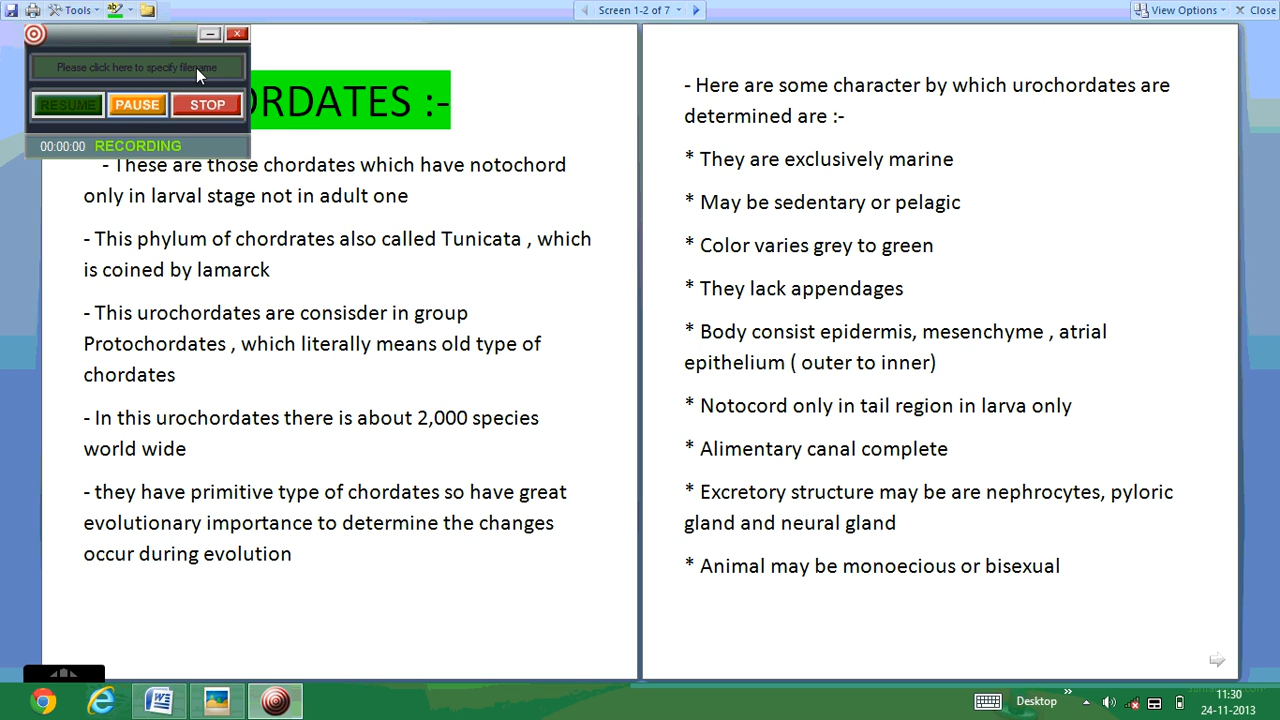 Tools
Screen 1-2 of 7
View Options
Close
Please click here to specify filename
RESUME PAUSE STOP
00:00:00 RECORDING
ORDATES :-
- These are those chordates which have notochord
only in larval stage not in adult one
- This phylum of chordrates also called Tunicata , which
is coined by lamarck
- This urochordates are consisder in group
Protochordates , which literally means old type of
chordates
- In this urochordates there is about 2,000 species
world wide
- they have primitive type of chordates so have great
evolutionary importance to determine the changes
occur during evolution
- Here are some character by which urochordates are
determined are :-
* They are exclusively marine
* May be sedentary or pelagic
* Color varies grey to green
* They lack appendages
* Body consist epidermis, mesenchyme , atrial
epithelium ( outer to inner)
* Notocord only in tail region in larva only
* Alimentary canal complete
* Excretory structure may be are nephrocytes, pyloric
gland and neural gland
* Animal may be monoecious or bisexual
Desktop
11:30
24-11-2013